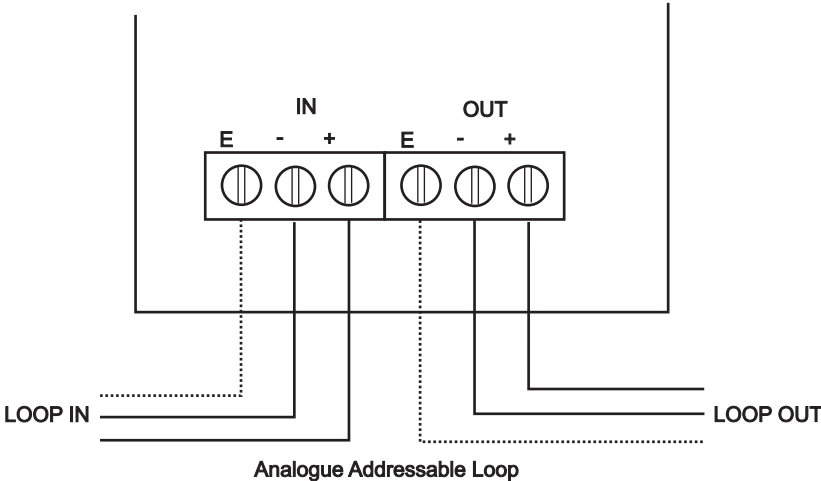 IN
OUT
E - +
E - +
LOOP IN
LOOP OUT
Analogue Addressable Loop